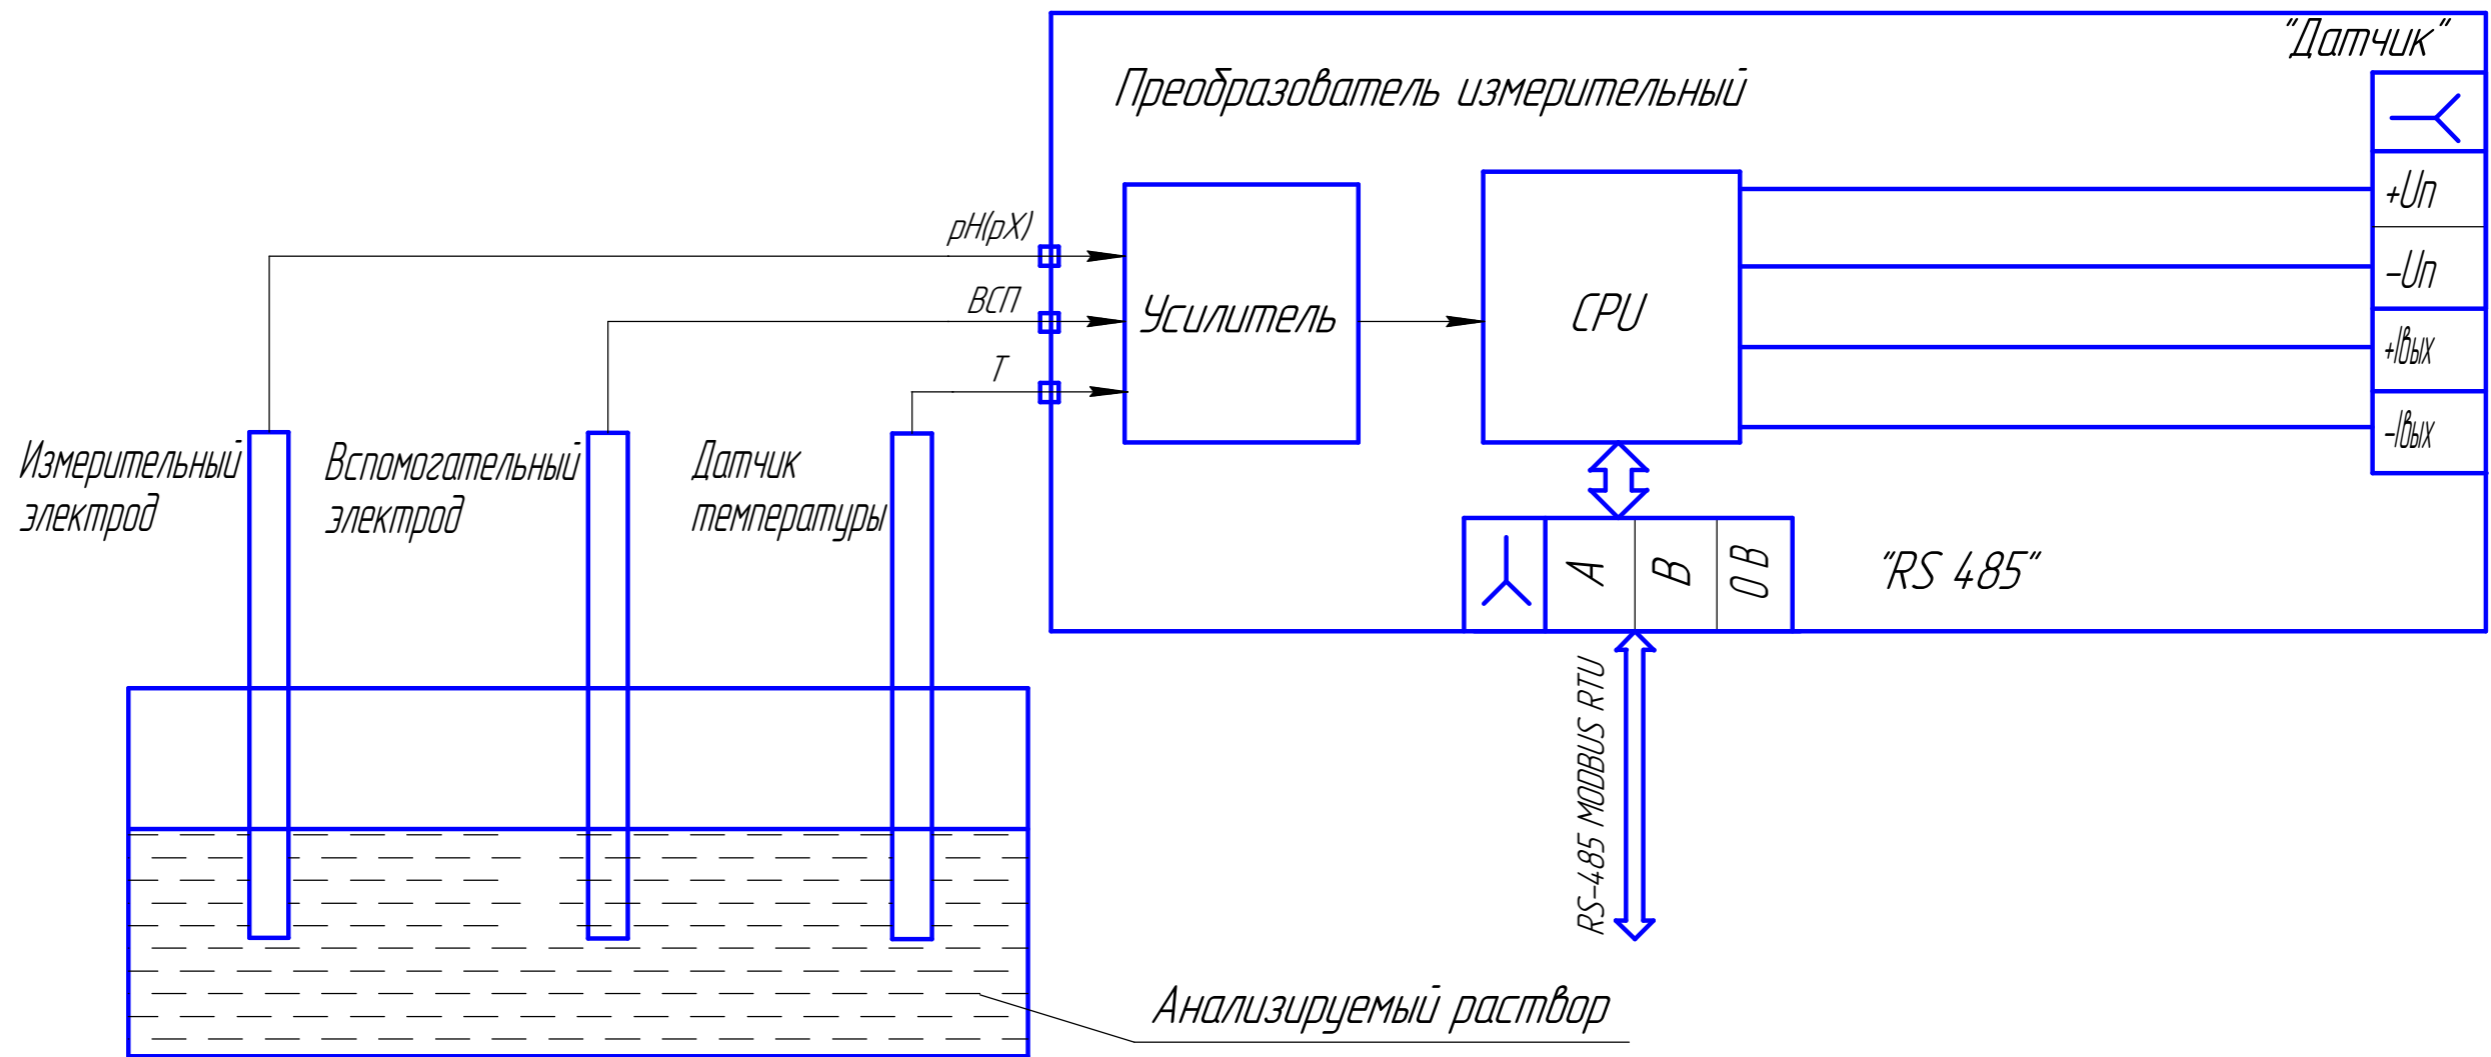 "Датчик"
Преобразователь измерительный
+Uп
-Uп
+Iвых
-Iвых
pH(pX)
ВСП
T
Усилитель
CPU
Измерительный
электрод
Вспомогательный
электрод
Датчик
температуры
A
B
0 В
"RS 485"
RS-485 MODBUS RTU
Анализируемый раствор